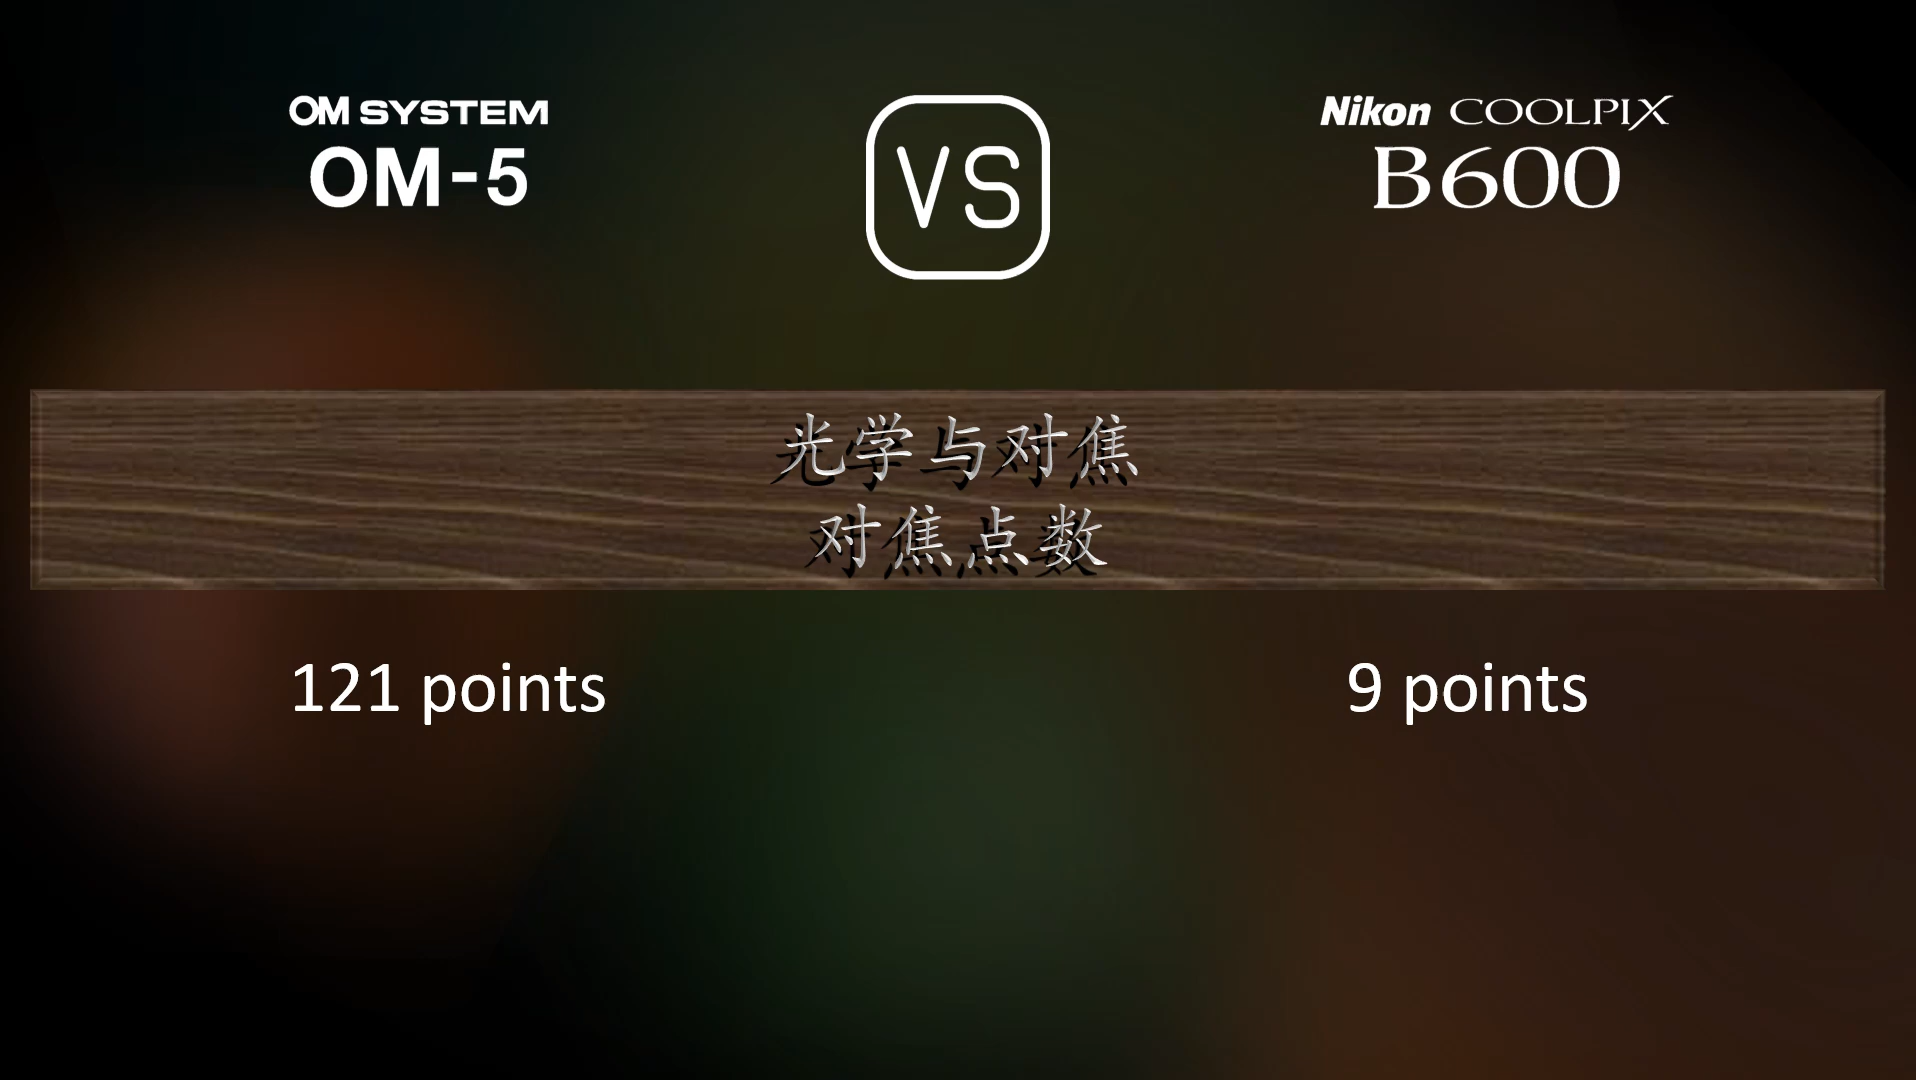 OM SYSTEM
OM-5
VS
Nikon COOLPIX
B600
光学与对焦
对焦点数
121 points
9 points